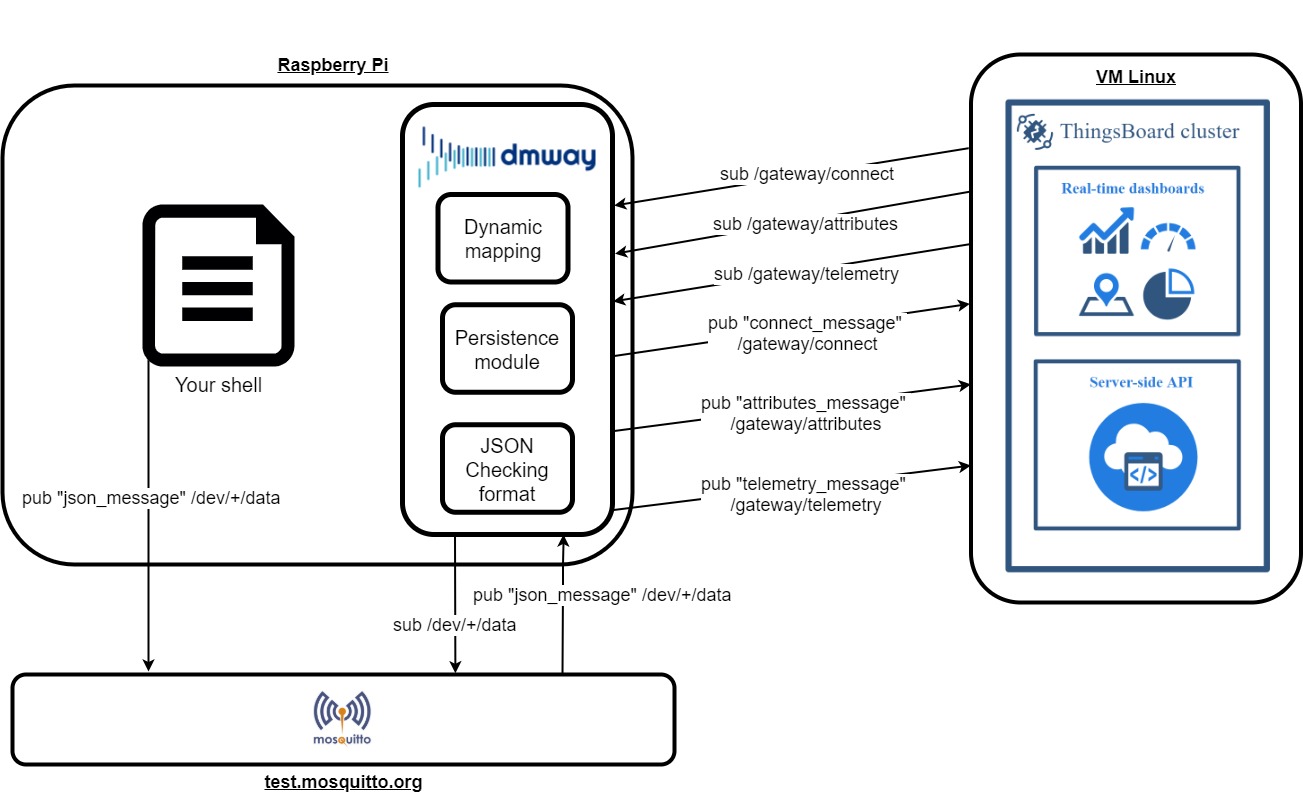 Raspberry Pi
VM Linux
dmway
ThingsBoard cluster
Real-time dashboards
Dynamic
mapping
sub /gateway/connect
sub /gateway/attributes
sub /gateway/telemetry
Persistence
module
pub "connect_message"
/gateway/connect
Your shell
Server-side API
pub "attributes_message"
/gateway/attributes
JSON
Checking
format
</>
pub "json_message" /dev/+/data
pub "telemetry_message"
/gateway/telemetry
pub "json_message" /dev/+/data
sub /dev/+/data
mosquitto
test.mosquitto.org